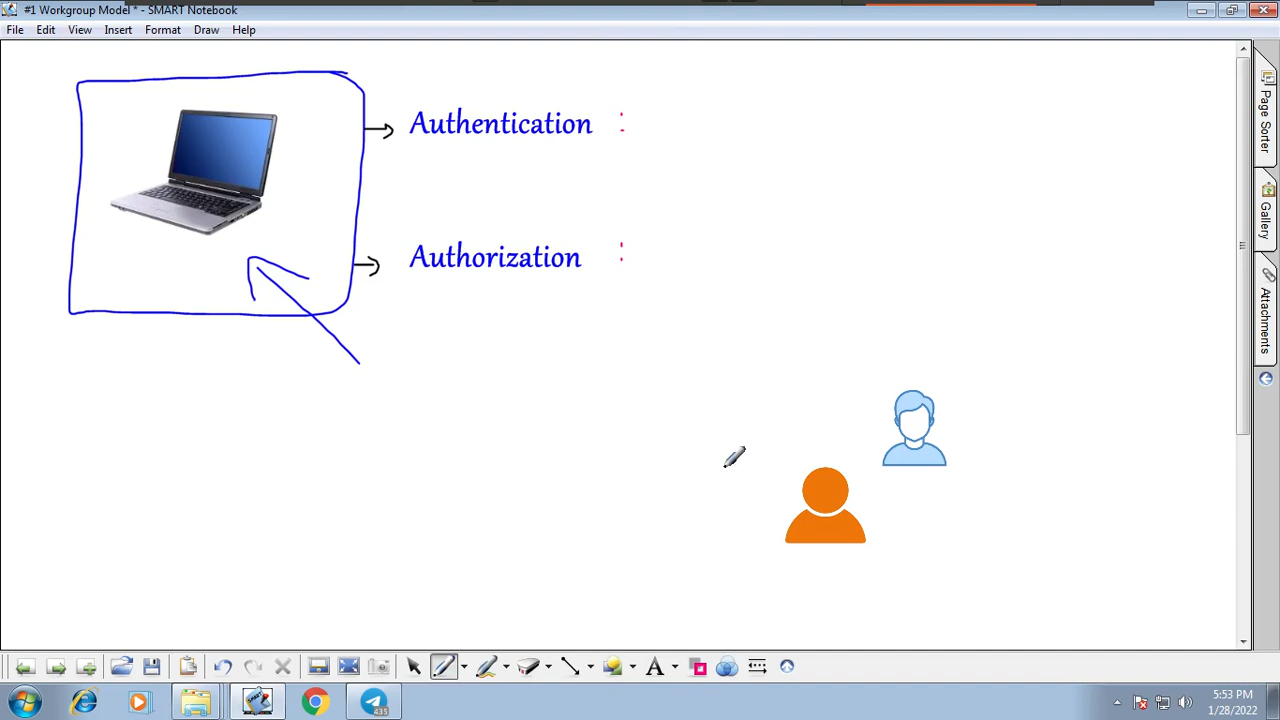 #1 Workgroup Model * - SMART Notebook
File Edit View Insert Format Draw Help
Authentication :
Authorization :
Page Sorter
Gallery
Attachments
A
435
5:53 PM
1/28/2022